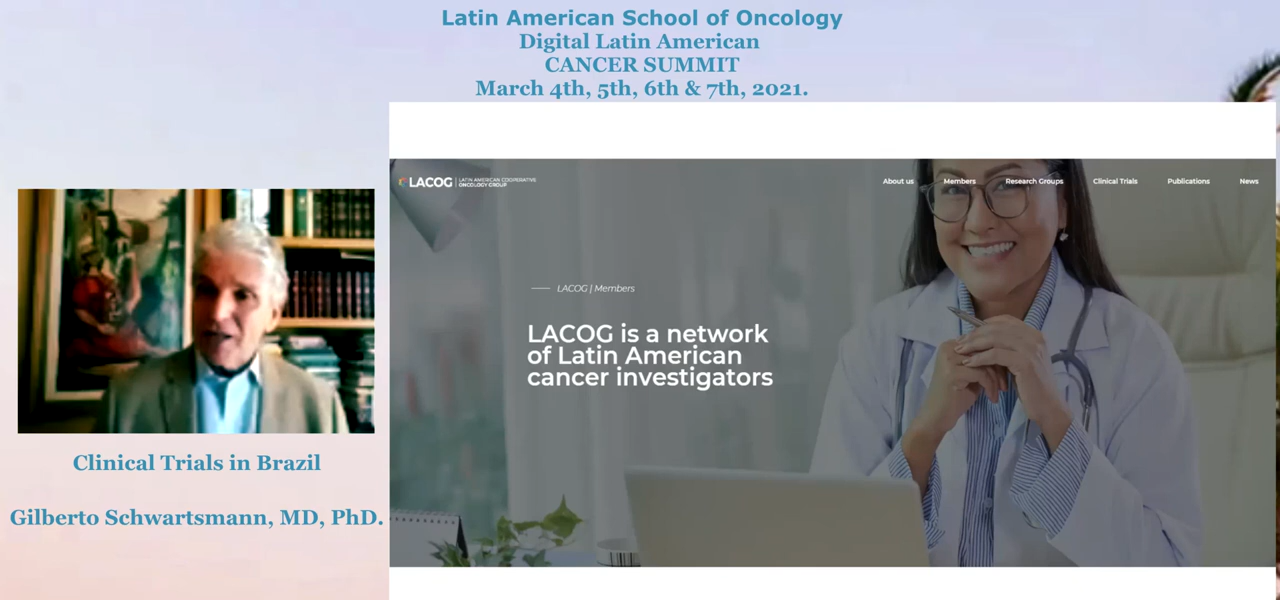 Latin American School of Oncology
Digital Latin American
CANCER SUMMIT
March 4th, 5th, 6th & 7th, 2021.
LACOG
LATIN AMERICAN COOPERATIVE
ONCOLOGY GROUP
About us
Members
Research Groups
Clinical Trials
Publications
News
LACOG | Members
LACOG is a network
of Latin American
cancer investigators
Clinical Trials in Brazil
Gilberto Schwartsmann, MD, PhD.